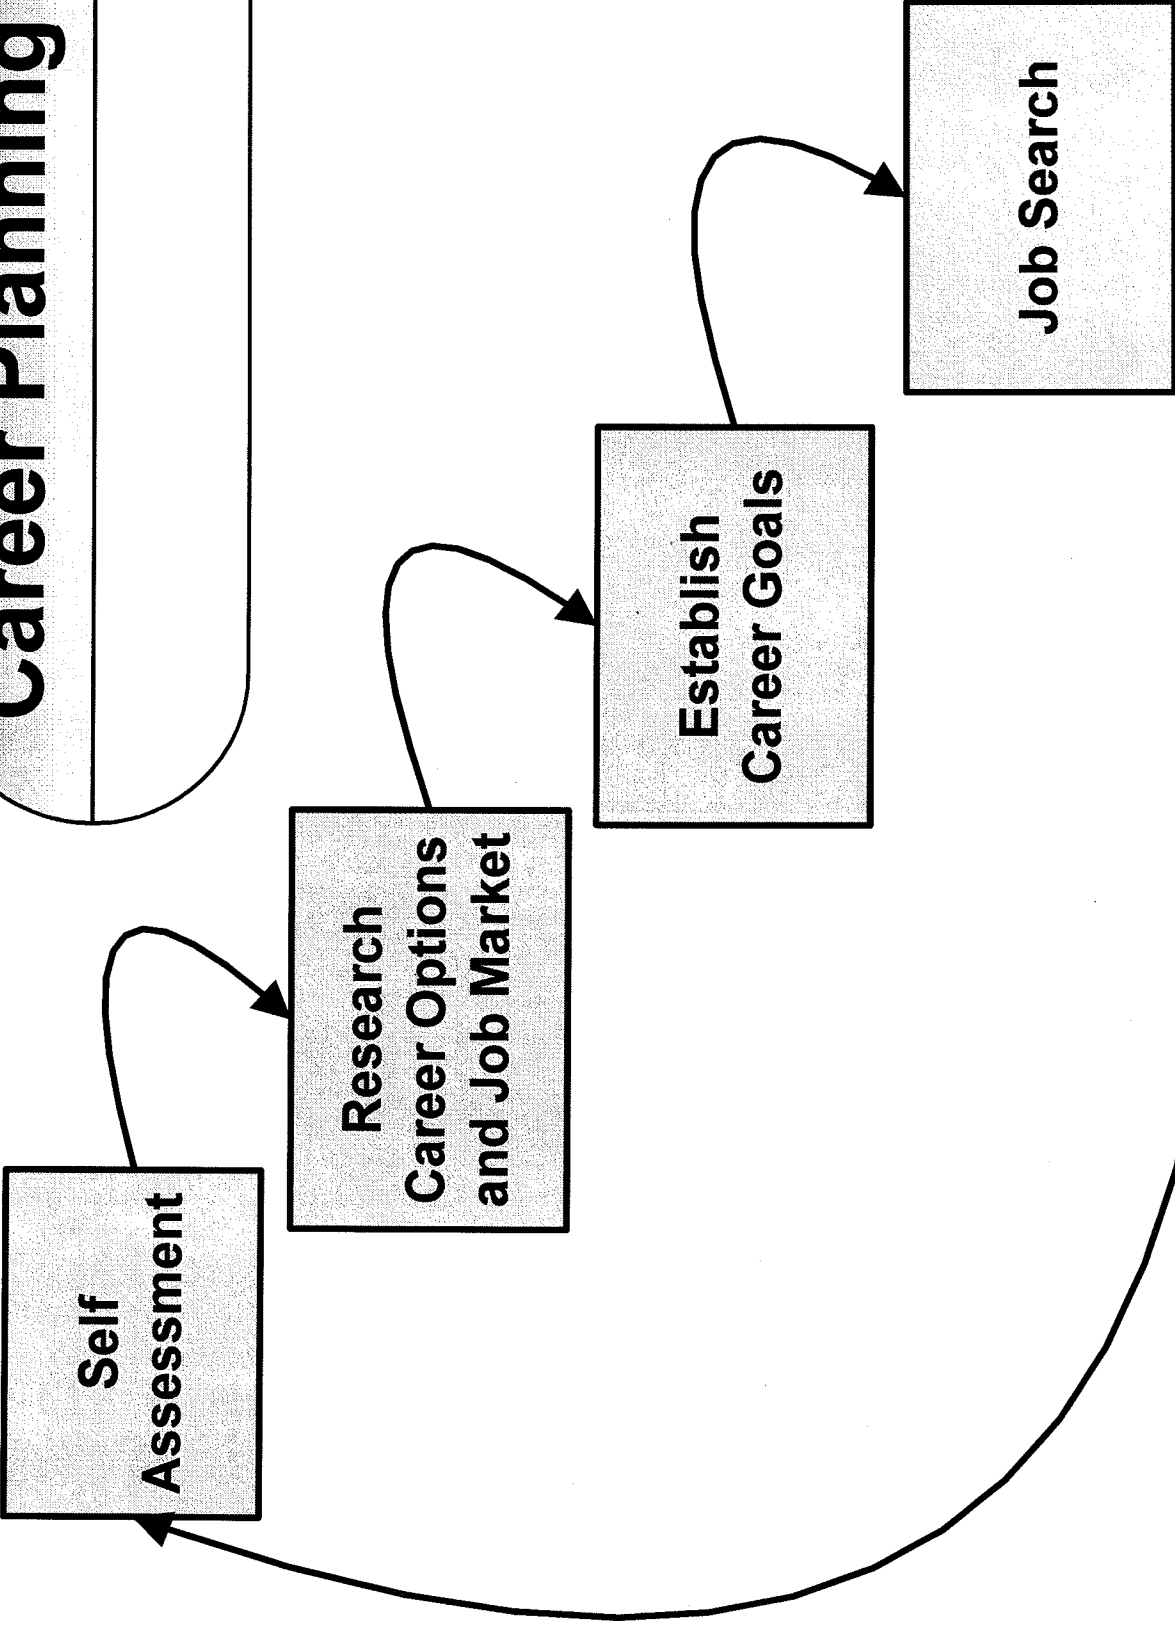 Career Planning
Self
Assessment
Research
Career Options
and Job Market
Establish
Career Goals
Job Search